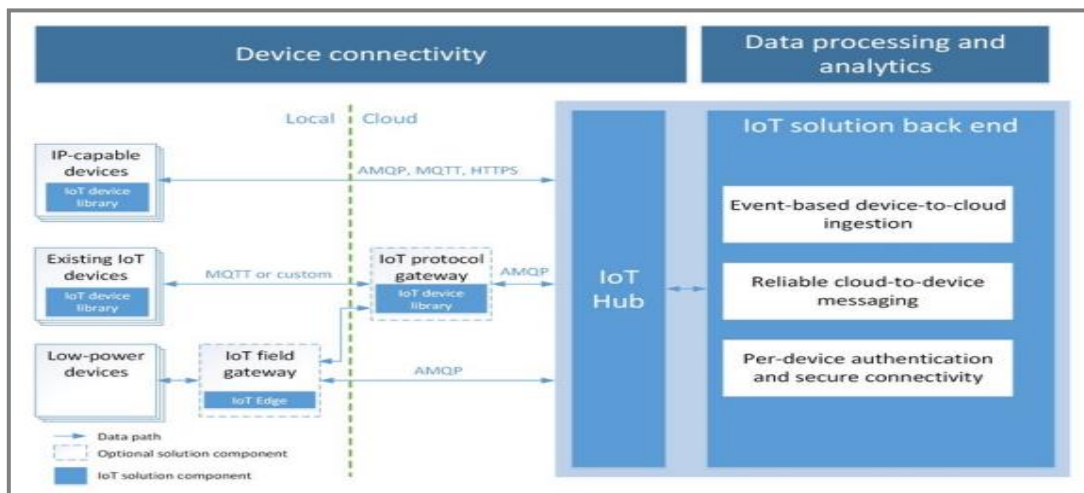 Device connectivity
Data processing and
analytics
Local
Cloud
IoT solution back end
IP-capable
devices
IoT device
library
AMQP, MQTT, HTTPS
Event-based device-to-cloud
ingestion
Existing IoT
devices
IoT device
library
MQTT or custom
IoT protocol
gateway
IoT device
library
AMQP
IoT
Hub
Reliable cloud-to-device
messaging
Low-power
devices
IoT field
gateway
IoT Edge
AMQP
Per-device authentication
and secure connectivity
Data path
Optional solution component
IoT solution component